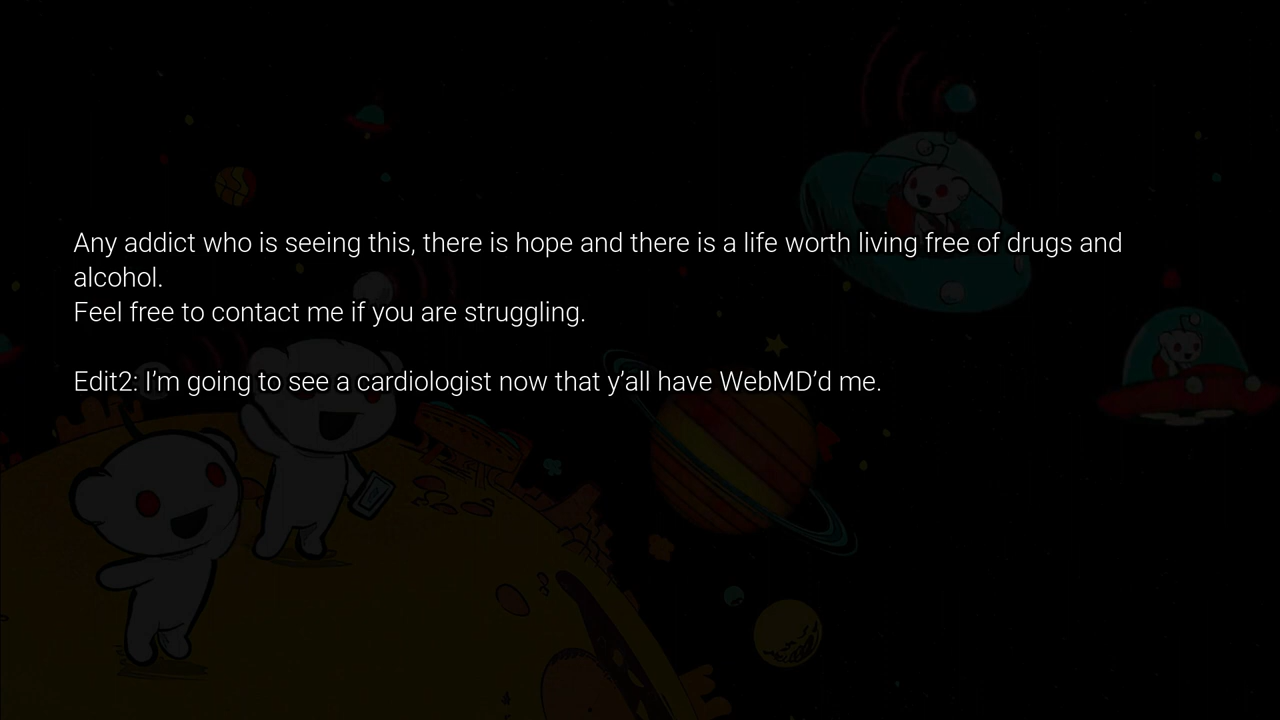 Any addict who is seeing this, there is hope and there is a life worth living free of drugs and
alcohol.
Feel free to contact me if you are struggling.
Edit2: I’m going to see a cardiologist now that y’all have WebMD’d me.